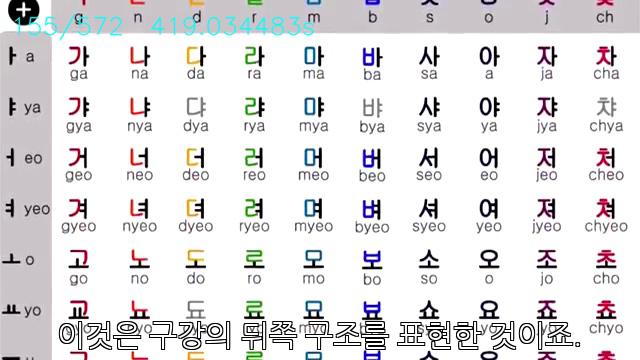 155/572 419.034483s
g n d r m b s o j ch
ㅏ a 가 나 다 라 마 바 사 아 자 차
ga na da ra ma ba sa a ja cha
ㅑ ya 갸 냐 댜 랴 먀 뱌 샤 야 쟈 챠
gya nya dya rya mya bya sya ya jya chya
ㅓ eo 거 너 더 러 머 버 서 어 저 처
geo neo deo reo meo beo seo eo jeo cheo
ㅕ yeo 겨 녀 뎌 려 며 벼 셔 여 져 쳐
gyeo nyeo dyeo ryeo myeo byeo syeo yeo jyeo chyeo
ㅗ o 고 노 도 로 모 보 소 오 조 초
go no do ro mo bo so o jo cho
ㅛ yo 교 뇨 됴 료 묘 뵤 쇼 요 죠 쵸
이것은 구강의 뒤쪽 구조를 표현한 것이죠.